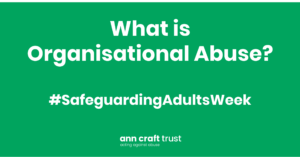 What is
Organisational Abuse?
#SafeguardingAdultsWeek
ann craft trust
acting against abuse